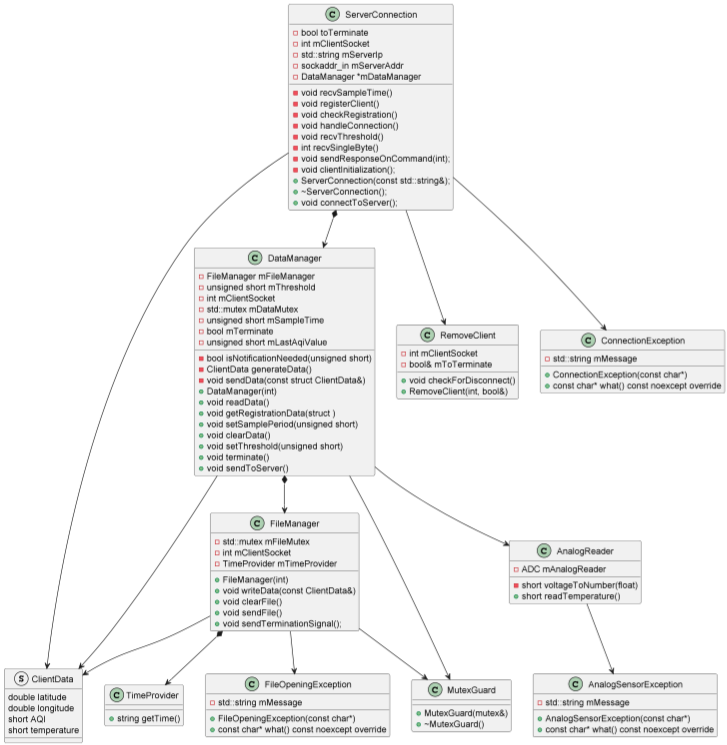 C ServerConnection
bool toTerminate
int mClientSocket
std::string mServerIp
sockaddr_in mServerAddr
DataManager *mDataManager
void recvSampleTime()
void registerClient()
void checkRegistration()
void handleConnection()
void recvThreshold()
int recvSingleByte()
void sendResponseOnCommand(int);
void clientInitialization();
ServerConnection(const std::string&);
~ServerConnection();
void connectToServer();
C DataManager
FileManager mFileManager
unsigned short mThreshold
int mClientSocket
std::mutex mDataMutex
unsigned short mSampleTime
bool mTerminate
unsigned short mLastAqiValue
bool isNotificationNeeded(unsigned short)
ClientData generateData()
void sendData(const struct ClientData&)
DataManager(int)
void readData()
void getRegistrationData(struct )
void setSamplePeriod(unsigned short)
void clearData()
void setThreshold(unsigned short)
void terminate()
void sendToServer()
C RemoveClient
int mClientSocket
bool& mToTerminate
void checkForDisconnect()
RemoveClient(int, bool&)
C ConnectionException
std::string mMessage
ConnectionException(const char*)
const char* what() const noexcept override
C FileManager
std::mutex mFileMutex
int mClientSocket
TimeProvider mTimeProvider
FileManager(int)
void writeData(const ClientData&)
void clearFile()
void sendFile()
void sendTerminationSignal();
C AnalogReader
ADC mAnalogReader
short voltageToNumber(float)
short readTemperature()
S ClientData
double latitude
double longitude
short AQI
short temperature
C TimeProvider
string getTime()
C FileOpeningException
std::string mMessage
FileOpeningException(const char*)
const char* what() const noexcept override
C MutexGuard
MutexGuard(mutex&)
~MutexGuard()
C AnalogSensorException
std::string mMessage
AnalogSensorException(const char*)
const char* what() const noexcept override